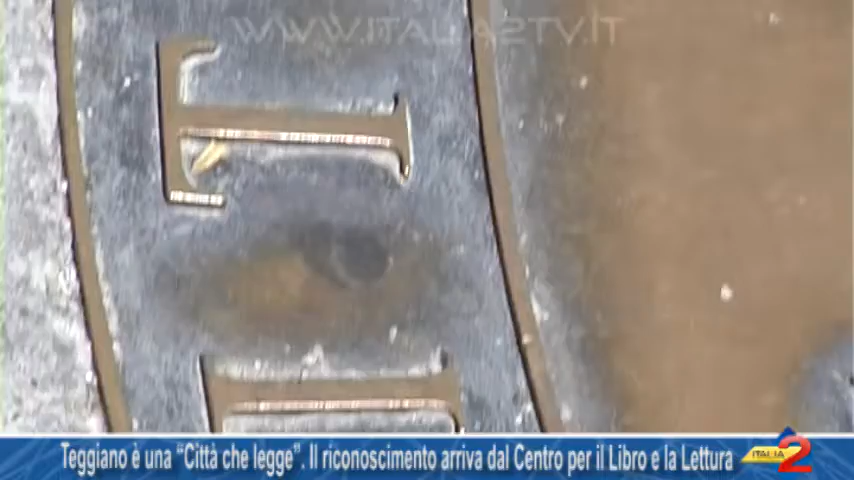 WWW.ITALIA2TV.IT
T
I
Teggiano è una “Città che legge”. Il riconoscimento arriva dal Centro per il Libro e la Lettura
ITALIA 2